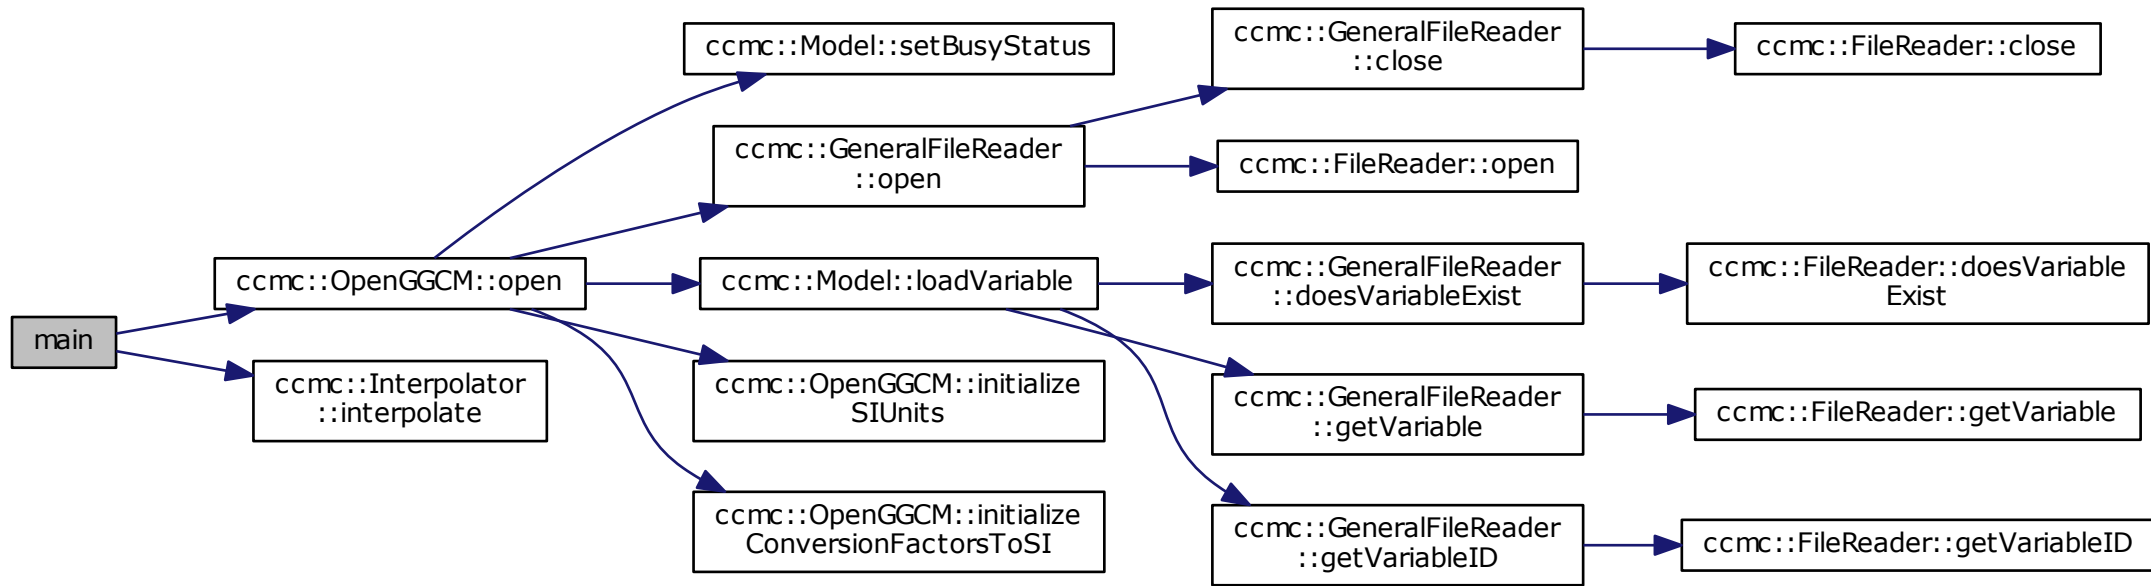 main
ccmc::OpenGGCM::open
ccmc::Interpolator
::interpolate
ccmc::Model::setBusyStatus
ccmc::GeneralFileReader
::open
ccmc::Model::loadVariable
ccmc::OpenGGCM::initialize
SIUnits
ccmc::OpenGGCM::initialize
ConversionFactorsToSI
ccmc::GeneralFileReader
::close
ccmc::FileReader::open
ccmc::GeneralFileReader
::doesVariableExist
ccmc::GeneralFileReader
::getVariable
ccmc::GeneralFileReader
::getVariableID
ccmc::FileReader::close
ccmc::FileReader::doesVariable
Exist
ccmc::FileReader::getVariable
ccmc::FileReader::getVariableID